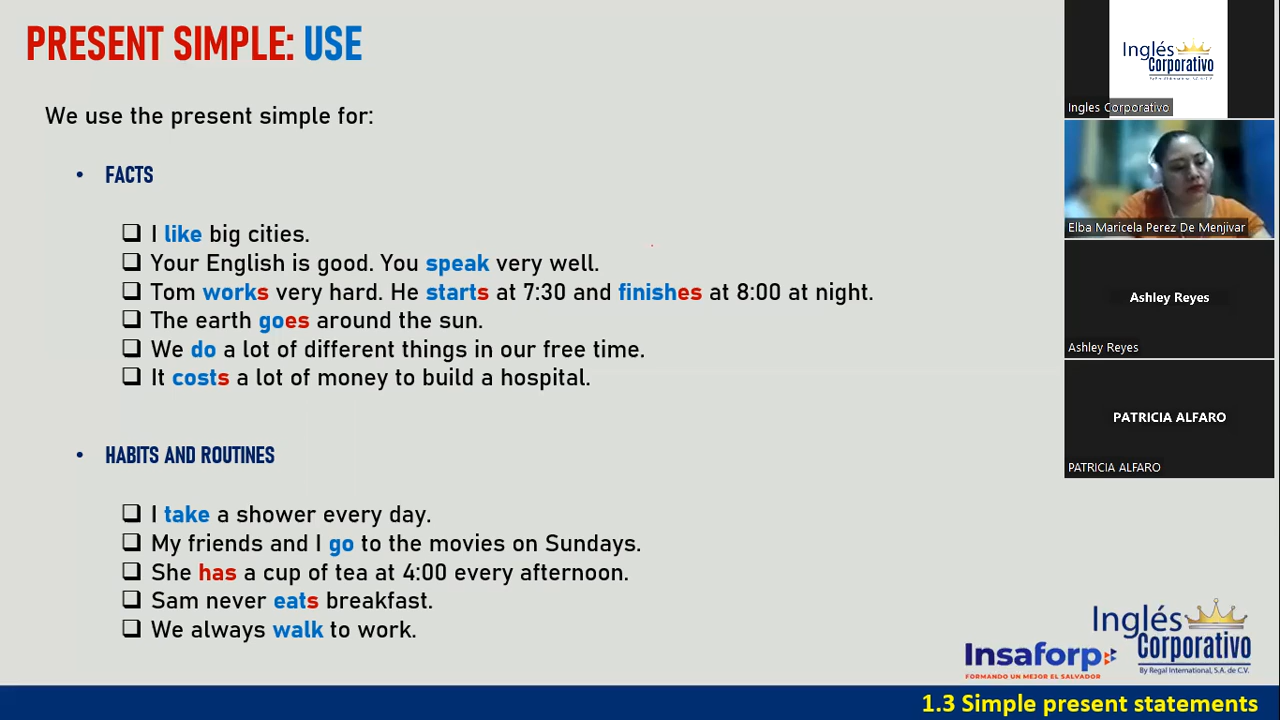 PRESENT SIMPLE: USE
We use the present simple for:
• FACTS
❑ I like big cities.
❑ Your English is good. You speak very well.
❑ Tom works very hard. He starts at 7:30 and finishes at 8:00 at night.
❑ The earth goes around the sun.
❑ We do a lot of different things in our free time.
❑ It costs a lot of money to build a hospital.
• HABITS AND ROUTINES
❑ I take a shower every day.
❑ My friends and I go to the movies on Sundays.
❑ She has a cup of tea at 4:00 every afternoon.
❑ Sam never eats breakfast.
❑ We always walk to work.
Insaforp
FORMANDO UN MEJOR EL SALVADOR
Inglés
Corporativo
By Regal International, S.A. de C.V.
1.3 Simple present statements
Inglés
Corporativo
Ingles Corporativo
Elba Maricela Perez De Menjivar
Ashley Reyes
Ashley Reyes
PATRICIA ALFARO
PATRICIA ALFARO